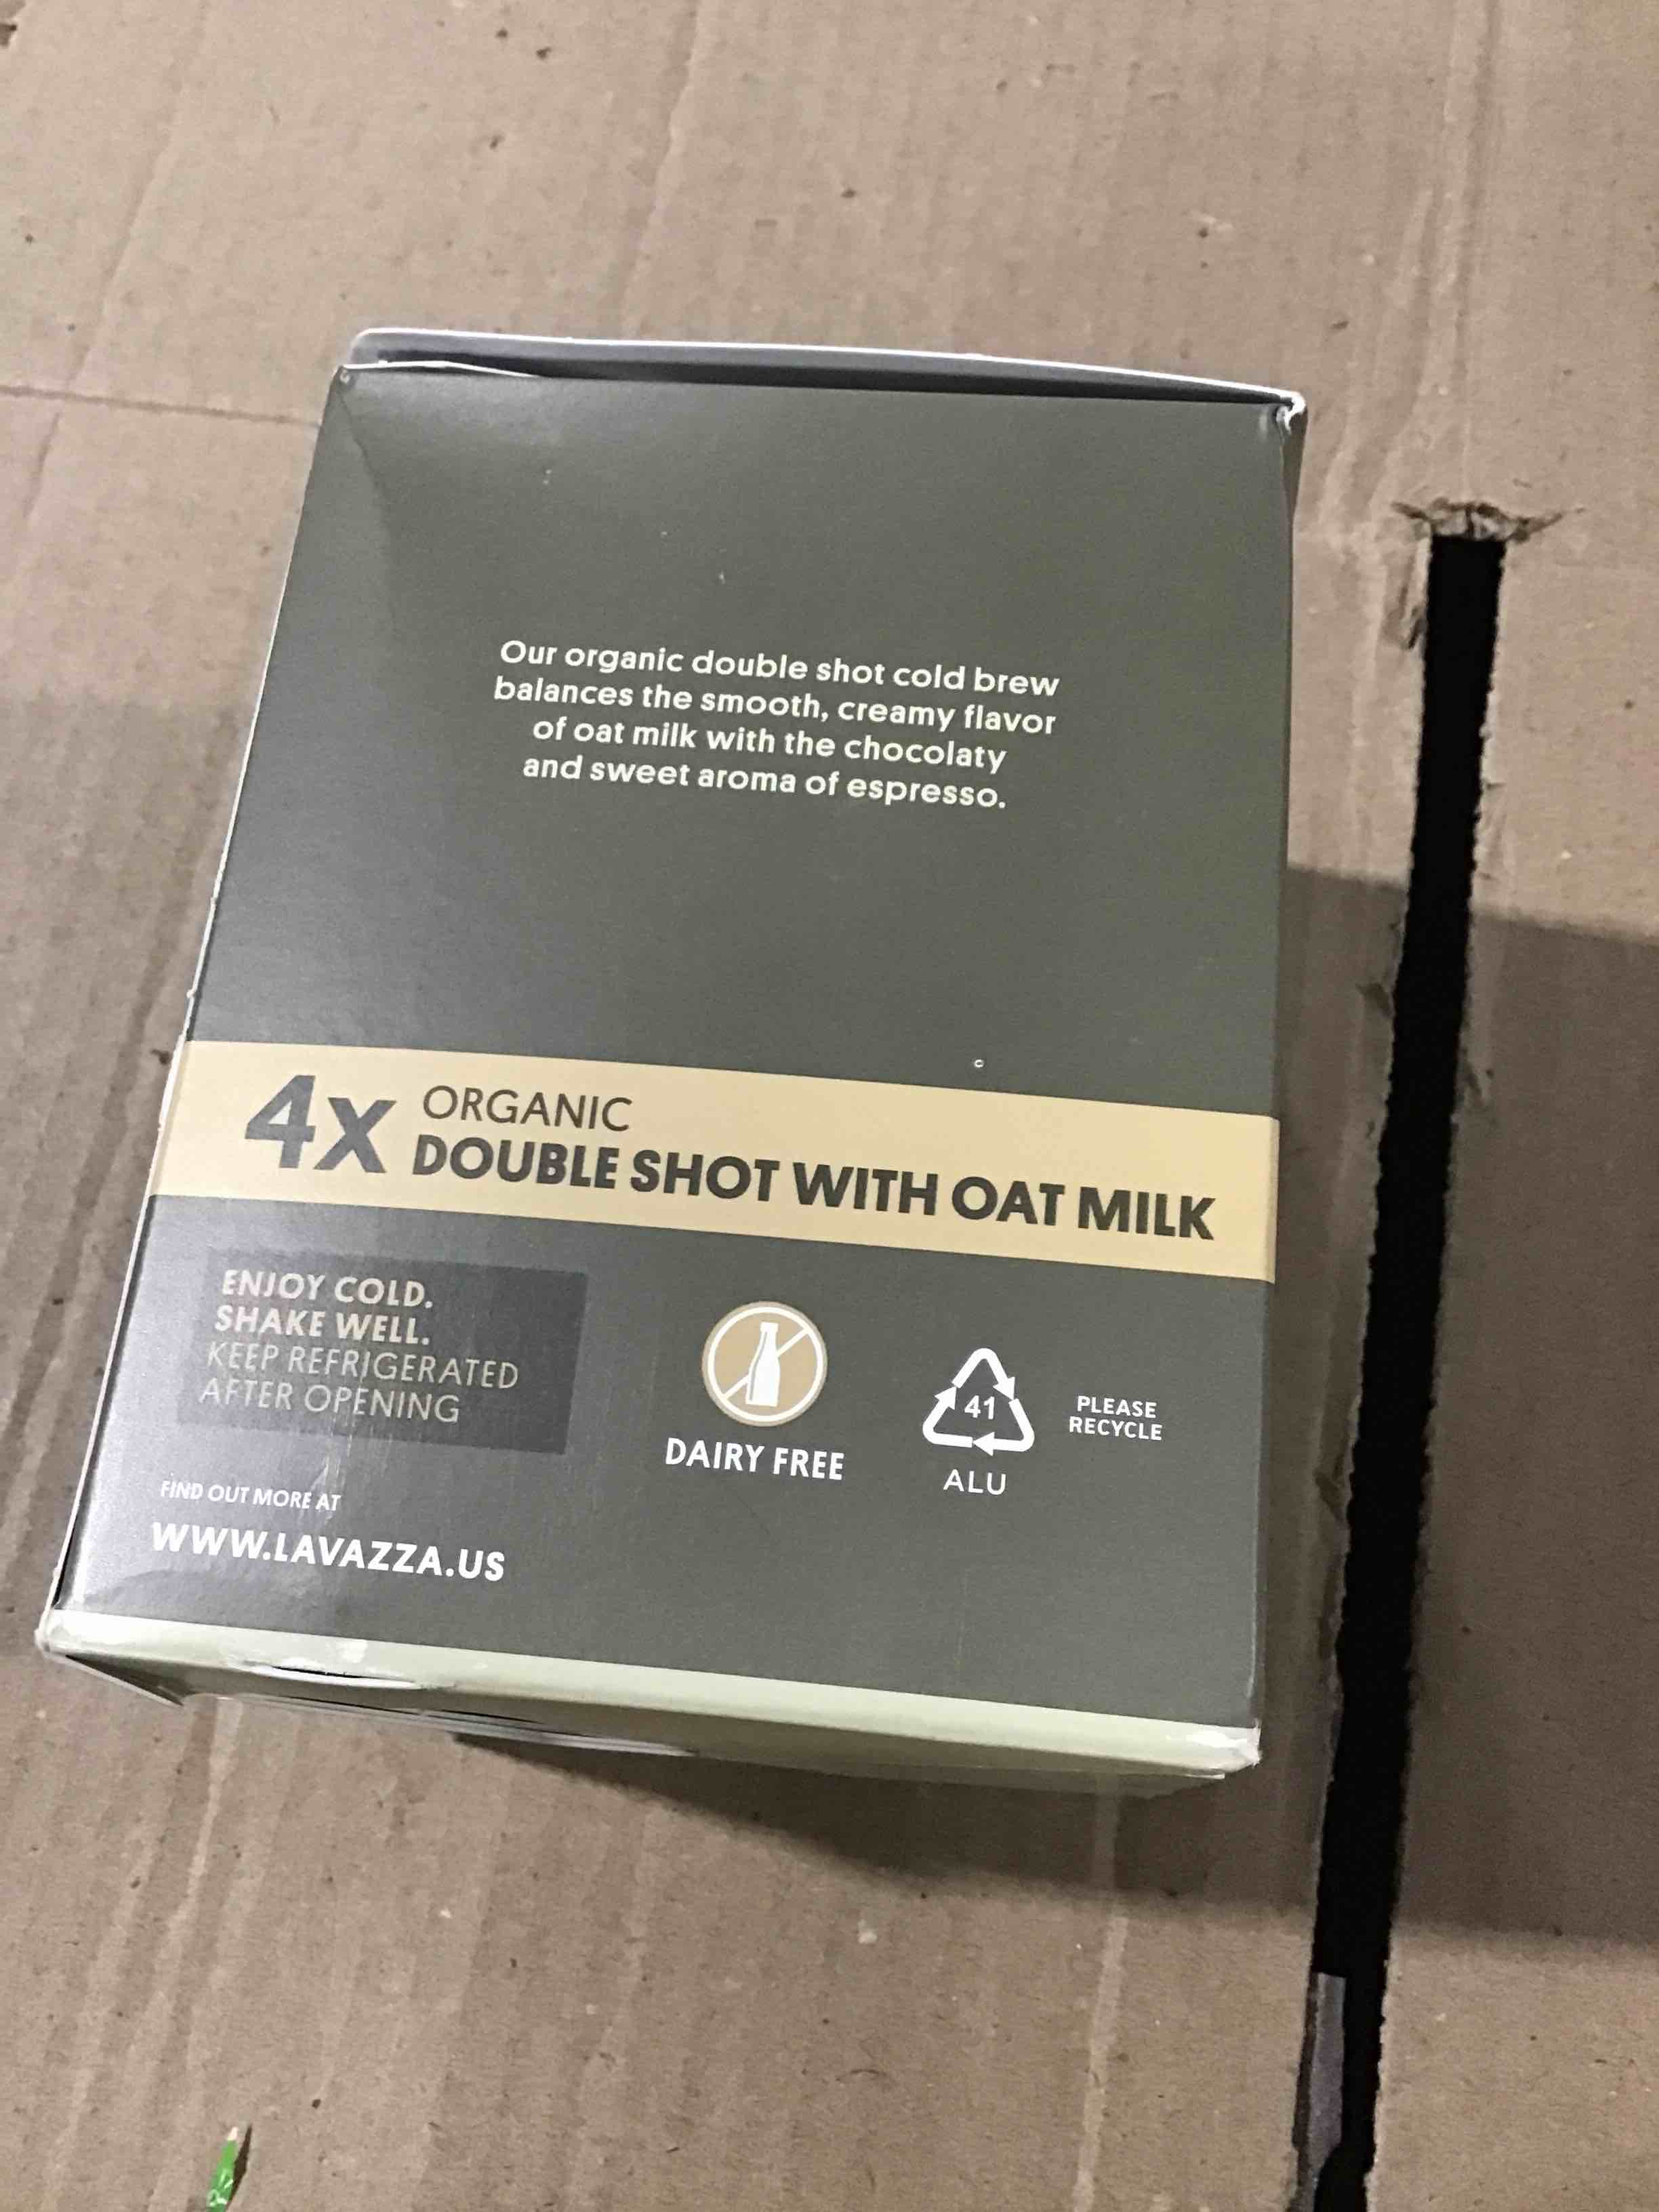 Our organic double shot cold brew
balances the smooth, creamy flavor
of oat milk with the chocolaty
and sweet aroma of espresso.
4x ORGANIC
DOUBLE SHOT WITH OAT MILK
ENJOY COLD.
SHAKE WELL.
KEEP REFRIGERATED
AFTER OPENING
DAIRY FREE
41
ALU
PLEASE
RECYCLE
FIND OUT MORE AT
WWW.LAVAZZA.US